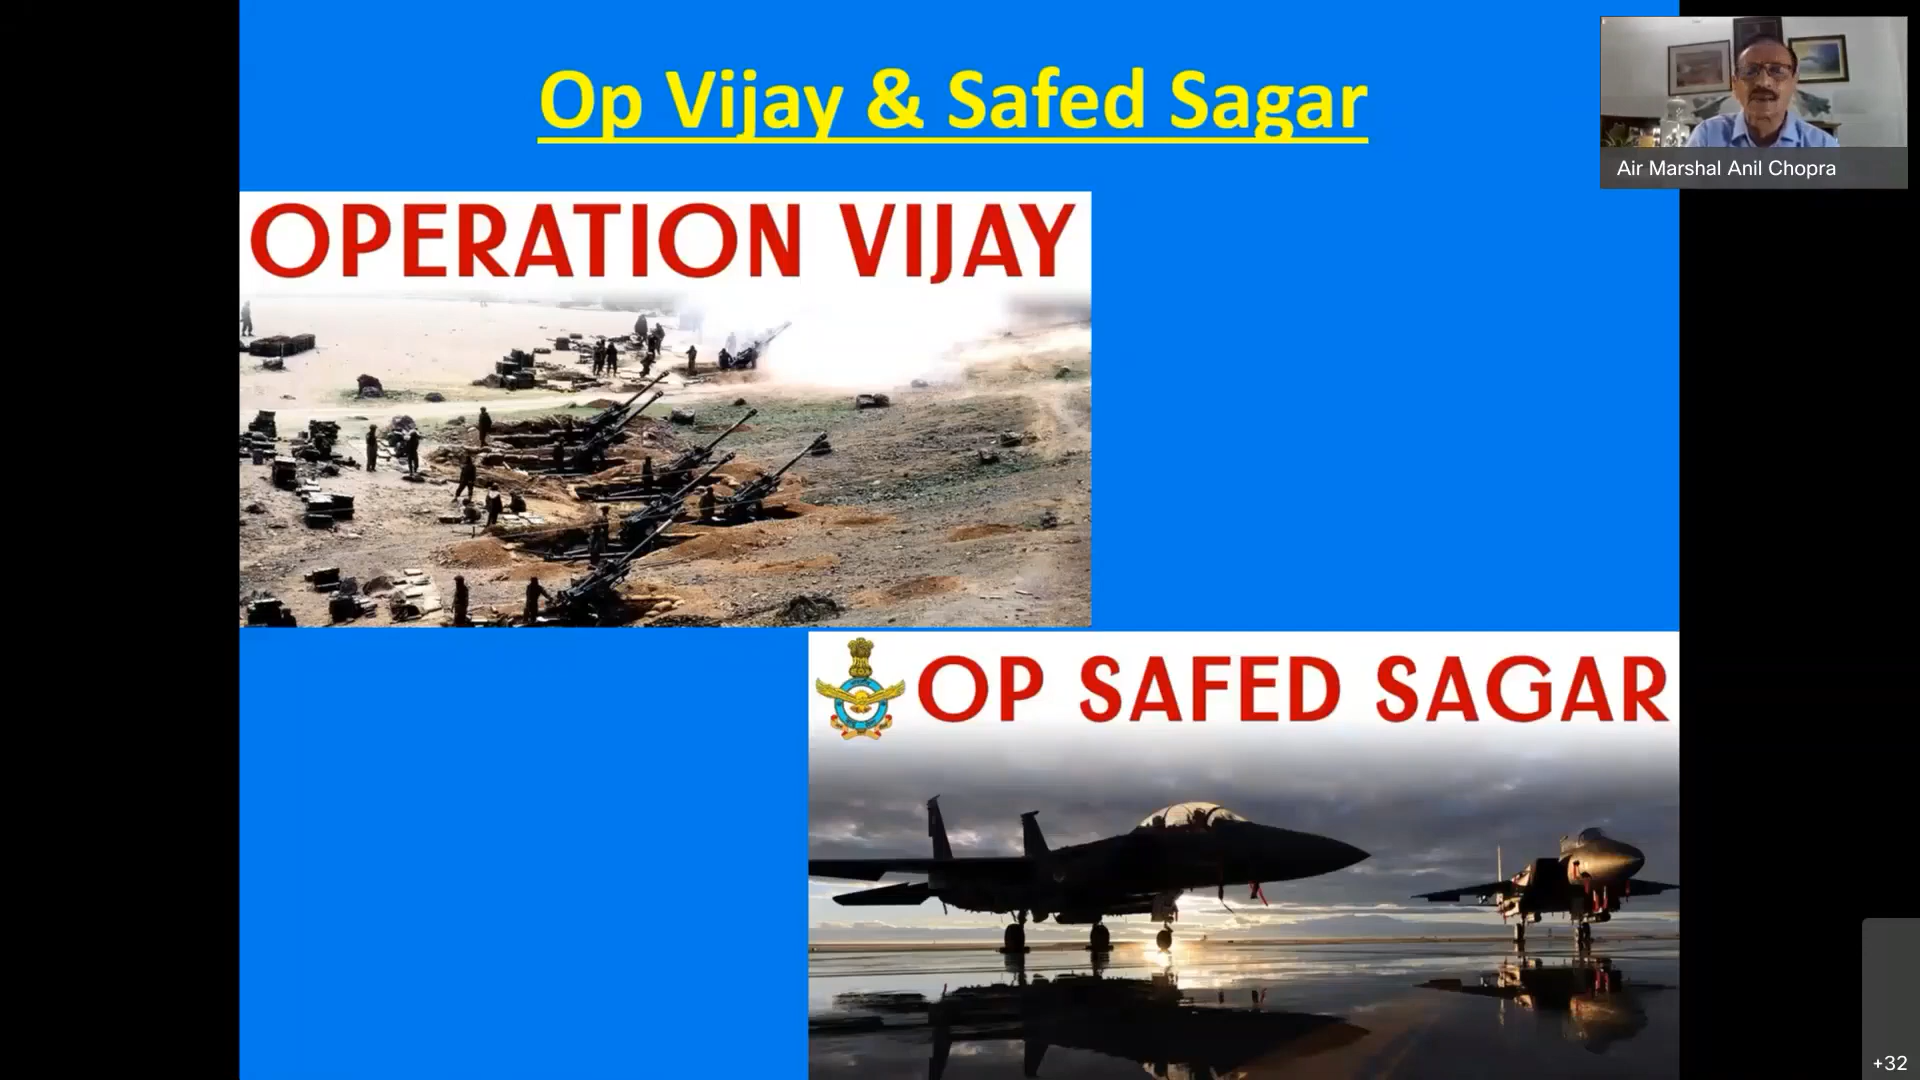 Op Vijay & Safed Sagar
Air Marshal Anil Chopra
OPERATION VIJAY
OP SAFED SAGAR
+32